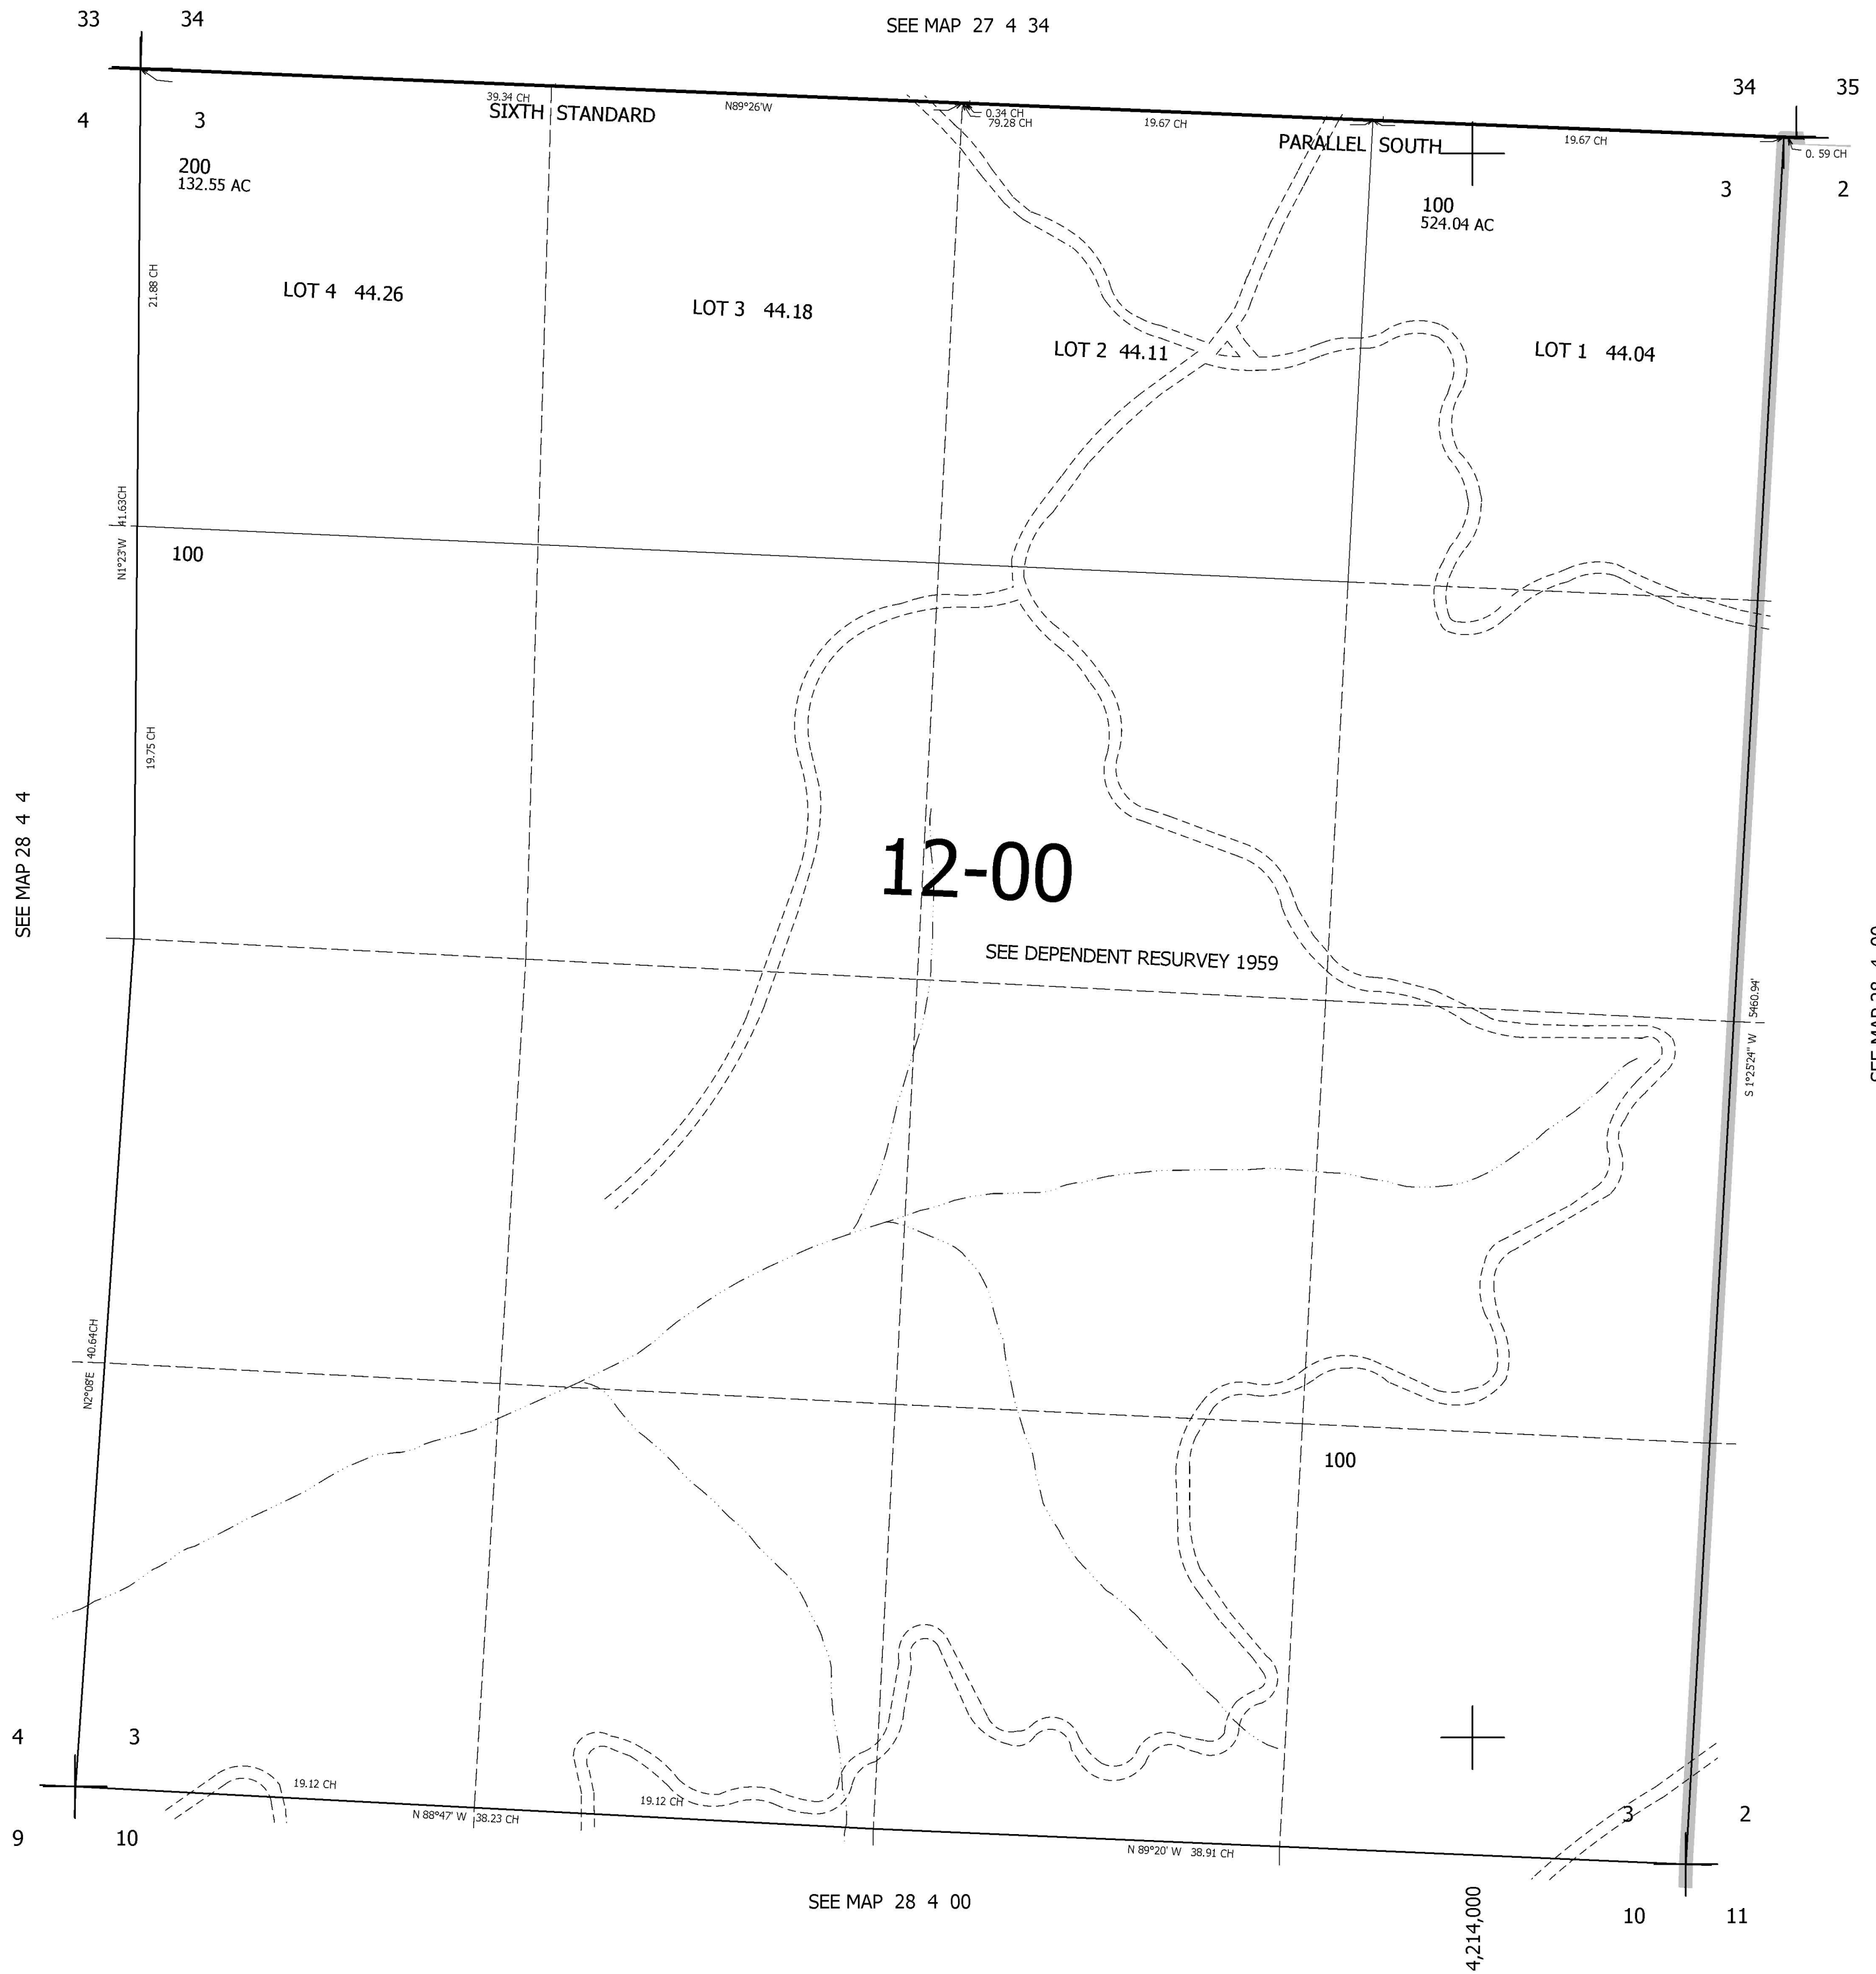 33 34
SEE MAP 27 4 34
34 35
4 3
39.34 CH
SIXTH STANDARD
N89°26'W
0.34 CH
79.28 CH
19.67 CH
PARALLEL SOUTH
19.67 CH
0. 59 CH
200
132.55 AC
3 2
100
524.04 AC
21.88 CH
LOT 4 44.26
LOT 3 44.18
LOT 2 44.11
LOT 1 44.04
N1°23'W 41.63CH
100
19.75 CH
SEE MAP 28 4 4
12-00
SEE DEPENDENT RESURVEY 1959
SEE MAP 28 4 00
S 1°25'24" W 5460.94'
N2°08'E 40.64CH
100
4 3
19.12 CH
N 88°47' W 38.23 CH
19.12 CH
3 2
9 10
N 89°20' W 38.91 CH
SEE MAP 28 4 00
4,214,000
10 11